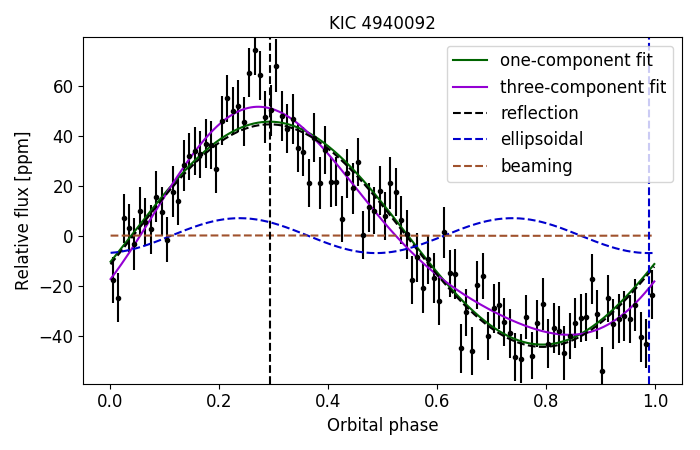 KIC 4940092
Relative flux [ppm]
60
40
20
0
−20
−40
one-component fit
three-component fit
reflection
ellipsoidal
beaming
0.0 0.2 0.4 0.6 0.8 1.0
Orbital phase